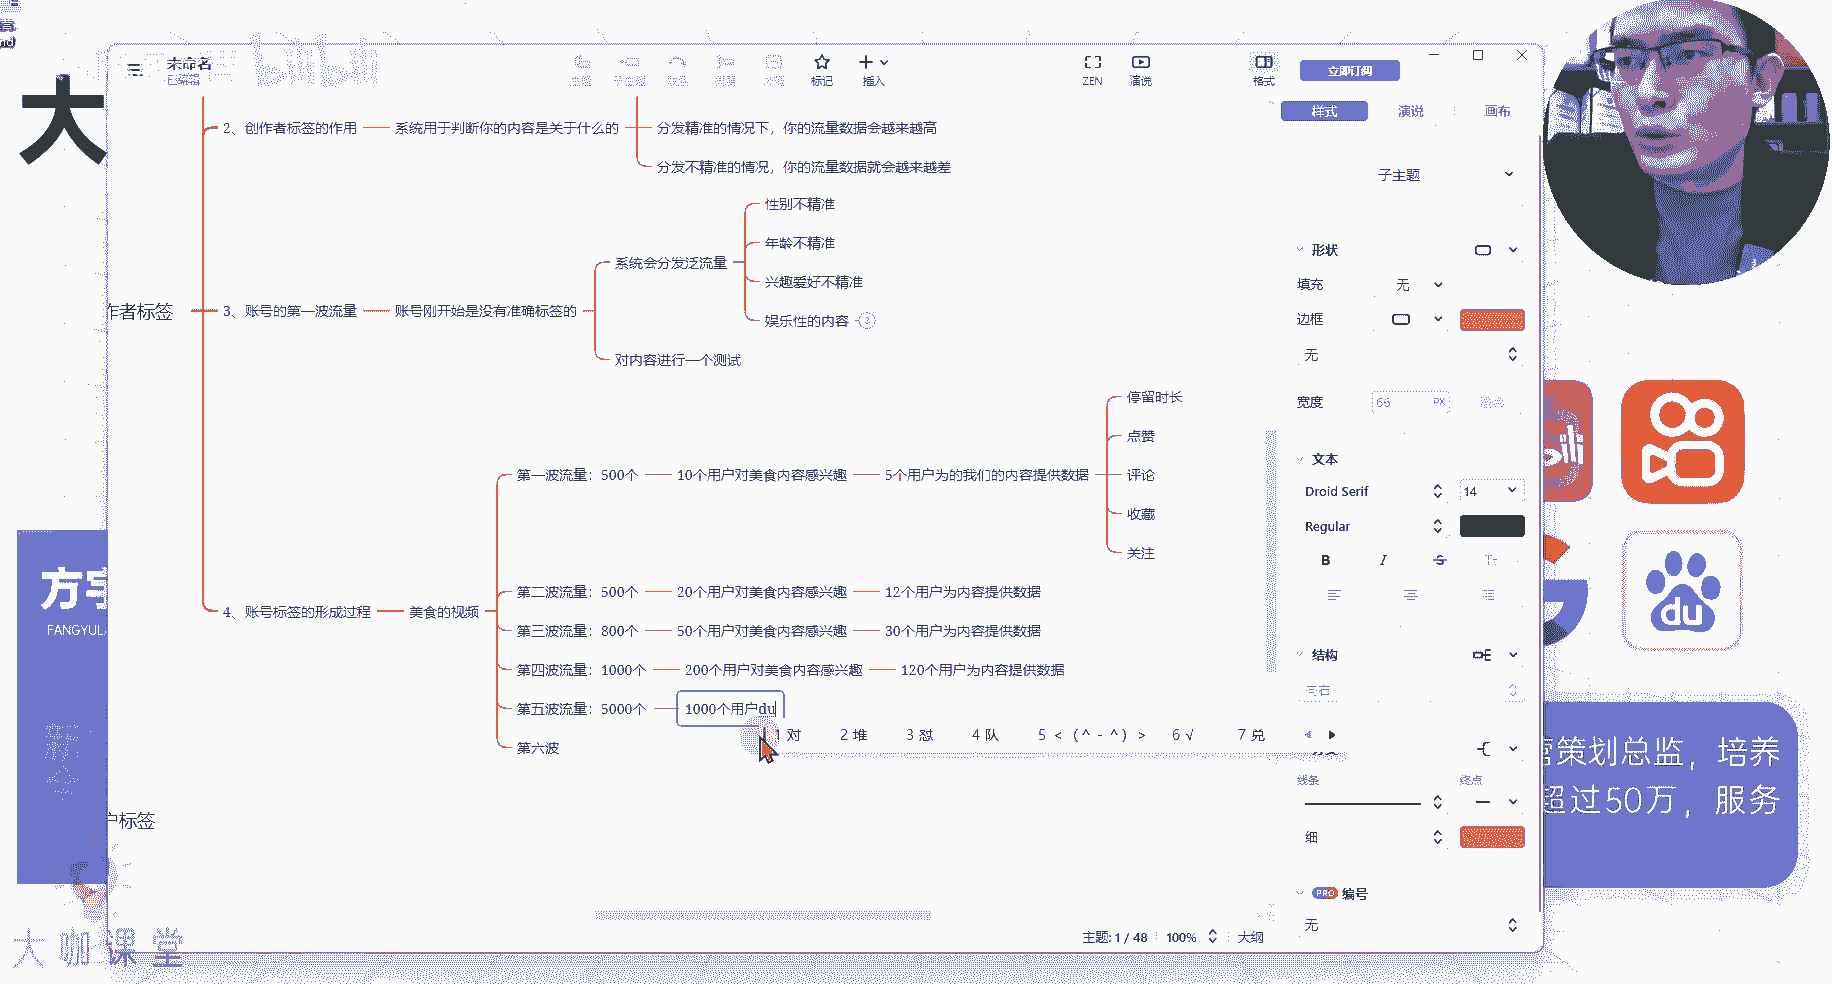 大
未命名
已编辑
bilibili
标记
插入
ZEN
演说
格式
立即订阅
样式
演说
画布
2、创作者标签的作用
系统用于判断你的内容是关于什么的
分发精准的情况下，你的流量数据会越来越高
分发不精准的情况，你的流量数据就会越来越差
子主题
性别不精准
年龄不精准
系统会分发泛流量
兴趣爱好不精准
作者标签
3、账号的第一波流量
账号刚开始是没有准确标签的
娱乐性的内容
2
对内容进行一个测试
形状
填充
无
边框
无
宽度
66
PX
停留时长
点赞
第一波流量：500个
10个用户对美食内容感兴趣
5个用户为的我们的内容提供数据
评论
收藏
关注
文本
Droid Serif
14
Regular
B
I
S
第二波流量：500个
20个用户对美食内容感兴趣
12个用户为内容提供数据
4、账号标签的形成过程
美食的视频
第三波流量：800个
50个用户对美食内容感兴趣
30个用户为内容提供数据
第四波流量：1000个
200个用户对美食内容感兴趣
120个用户为内容提供数据
第五波流量：5000个
1000个用户du
1 对 2 堆 3 怼 4 队 5 < (^ - ^) > 6 √ 7 兑
第六波
结构
向右
线条
终点
细
PRO 编号
无
户标签
主题: 1 / 48
100%
大纲
方宇
FANGYUL
du
营策划总监，培养
超过50万，服务
大咖课堂